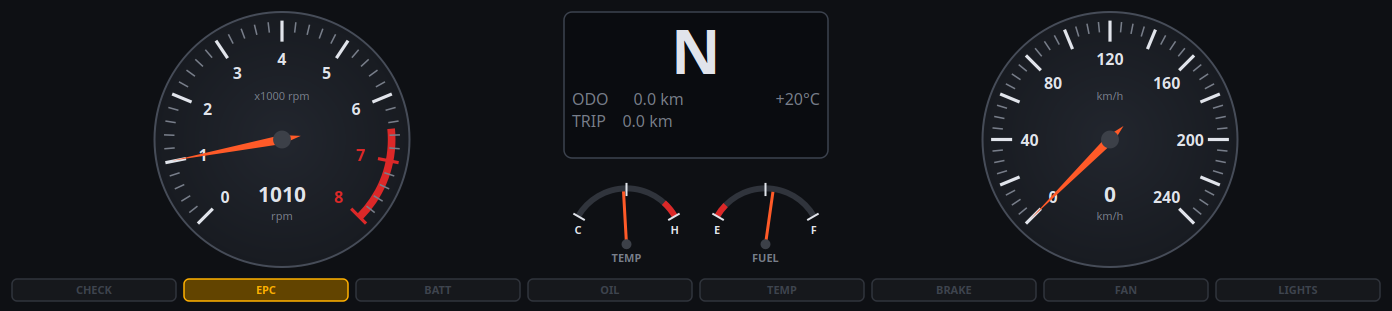 0
1
2
3
4
5
6
7
8
x1000 rpm
1010
rpm
N
ODO 0.0 km +20°C
TRIP 0.0 km
C H
TEMP
E F
FUEL
0
40
80
120
160
200
240
km/h
0
km/h
CHECK EPC BATT OIL TEMP BRAKE FAN LIGHTS